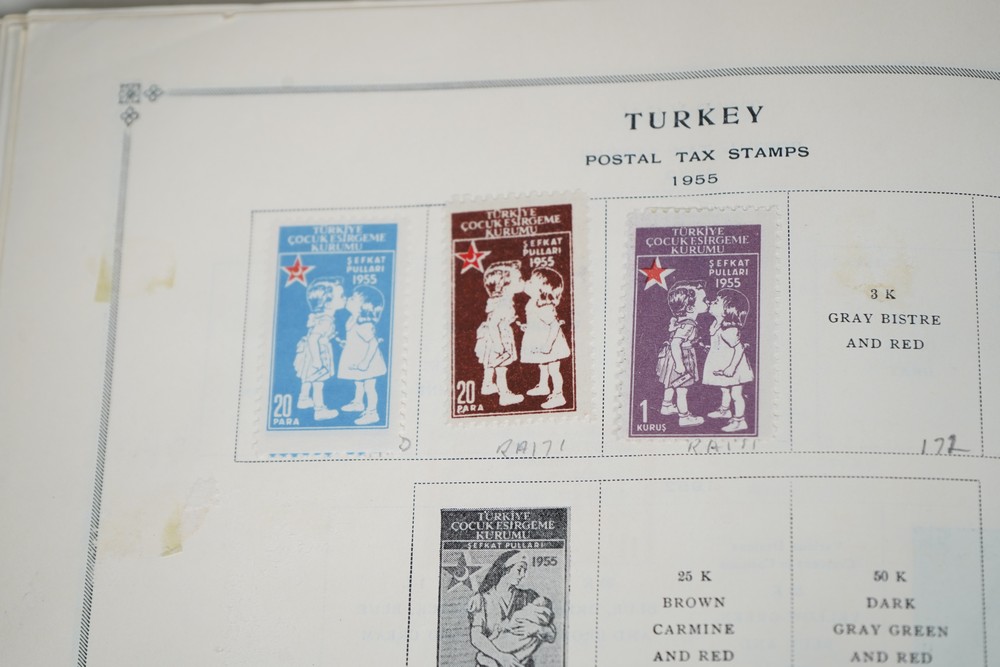 TURKEY
POSTAL TAX STAMPS
1955
TÜRKİYE
ÇOCUK ESİRGEME
KURUMU
ŞEFKAT
PULLARI
1955
20
PARA
TÜRKİYE
ÇOCUK ESİRGEME
KURUMU
ŞEFKAT
PULLARI
1955
20
PARA
RA171
TÜRKİYE
ÇOCUK ESİRGEME
KURUMU
ŞEFKAT
PULLARI
1955
1
KURUŞ
3 K
GRAY BISTRE
AND RED
172
TÜRKİYE
ÇOCUK ESİRGEME
KURUMU
ŞEFKAT PULLARI
1955
25 K
BROWN
CARMINE
AND RED
50 K
DARK
GRAY GREEN
AND RED